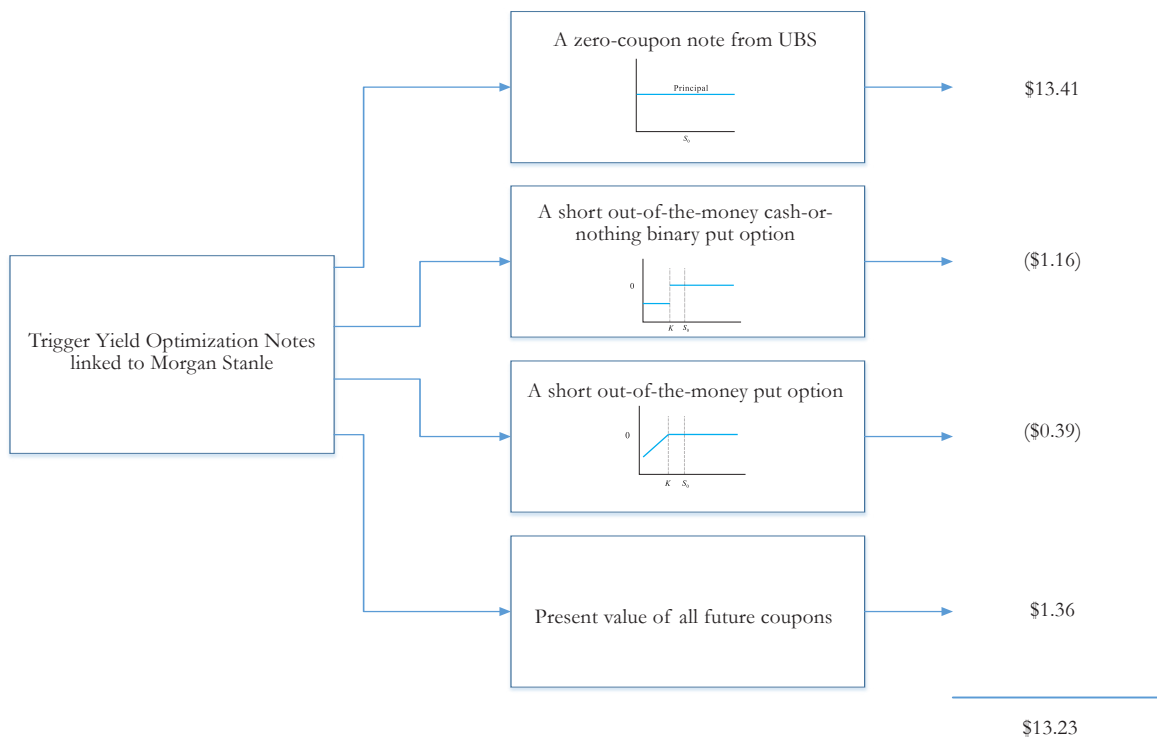 A zero-coupon note from UBS
Principal
S₀
$13.41
A short out-of-the-money cash-or-
nothing binary put option
0
K S₀
($1.16)
Trigger Yield Optimization Notes
linked to Morgan Stanle
A short out-of-the-money put option
0
K S₀
($0.39)
Present value of all future coupons
$1.36
$13.23